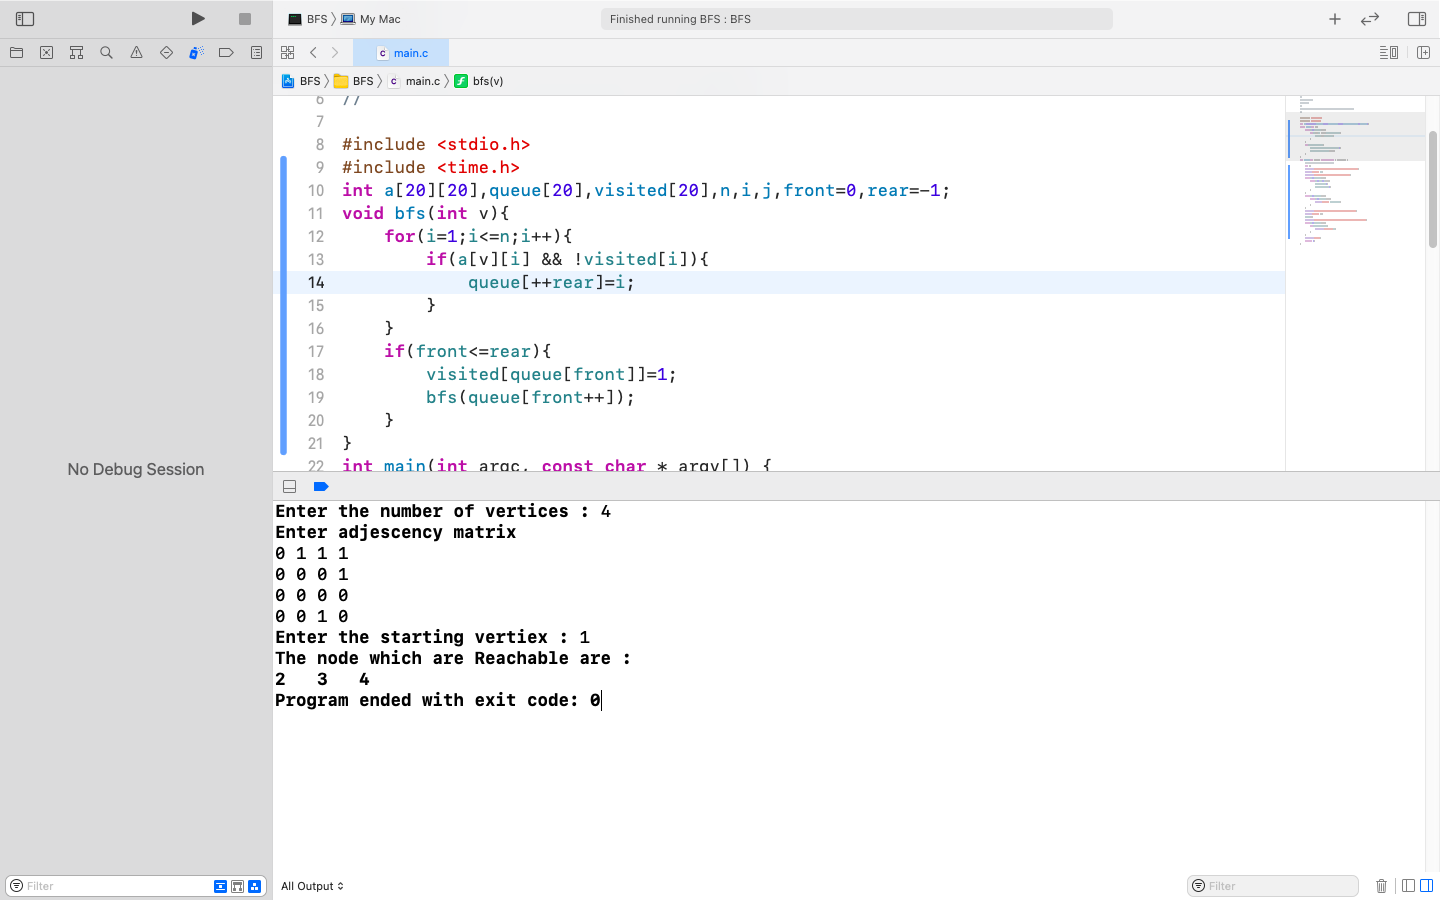 BFS My Mac Finished running BFS : BFS
main.c
BFS BFS main.c bfs(v)
6 //
7
8 #include <stdio.h>
9 #include <time.h>
10 int a[20][20],queue[20],visited[20],n,i,j,front=0,rear=-1;
11 void bfs(int v){
12 for(i=1;i<=n;i++){
13 if(a[v][i] && !visited[i]){
14 queue[++rear]=i;
15 }
16 }
17 if(front<=rear){
18 visited[queue[front]]=1;
19 bfs(queue[front++]);
20 }
21 }
22 int main(int argc, const char * argv[]) {
No Debug Session
Enter the number of vertices : 4
Enter adjescency matrix
0 1 1 1
0 0 0 1
0 0 0 0
0 0 1 0
Enter the starting vertiex : 1
The node which are Reachable are :
2 3 4
Program ended with exit code: 0
Filter All Output Filter